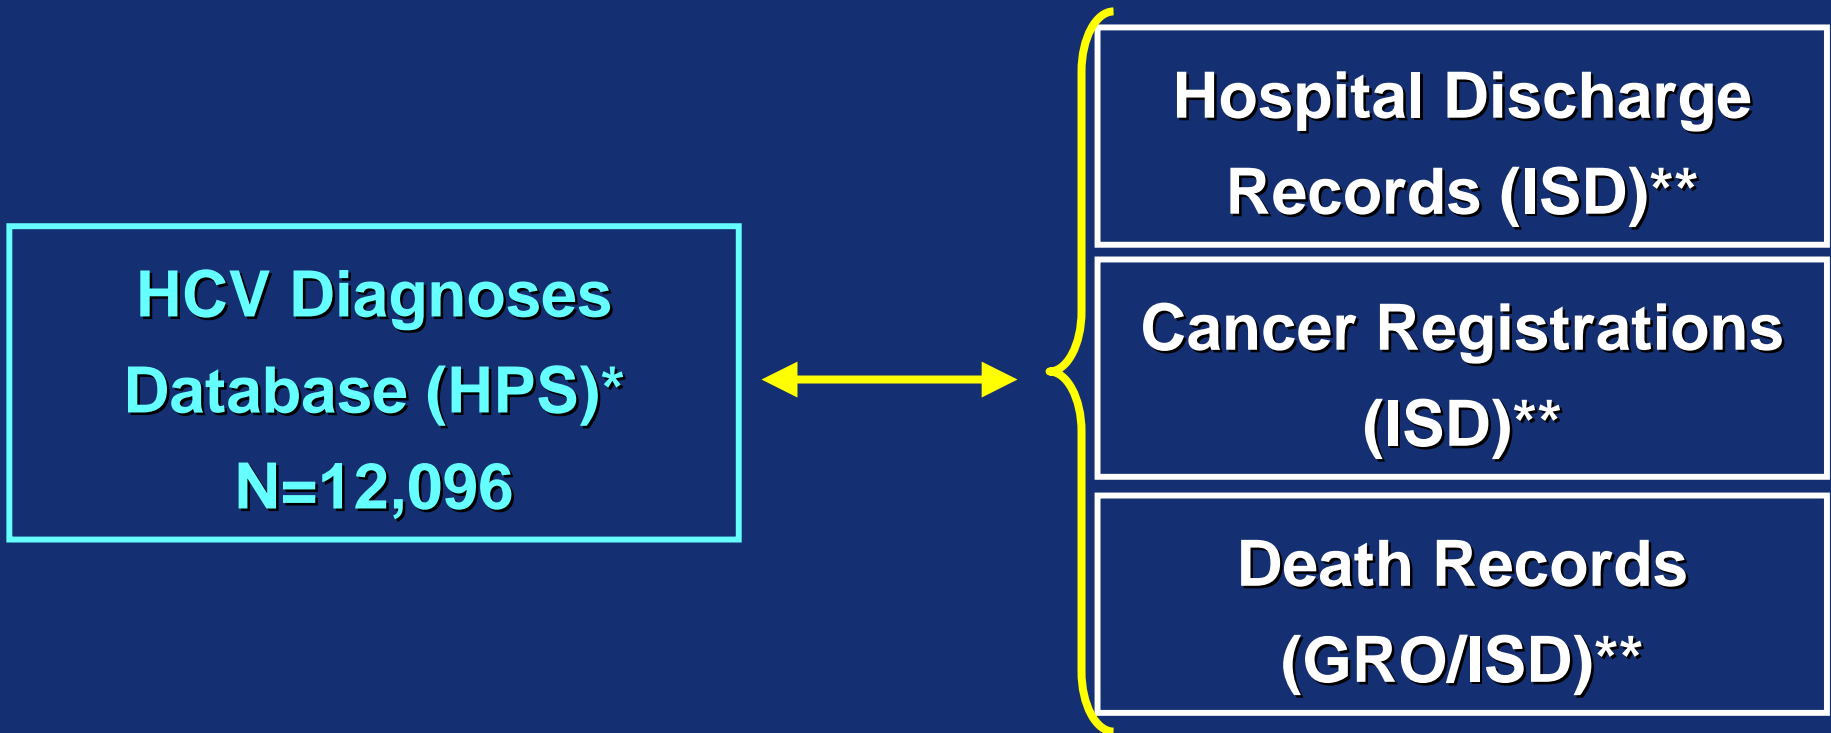 HCV Diagnoses
Database (HPS)*
N=12,096
Hospital Discharge
Records (ISD)**
Cancer Registrations
(ISD)**
Death Records
(GRO/ISD)**